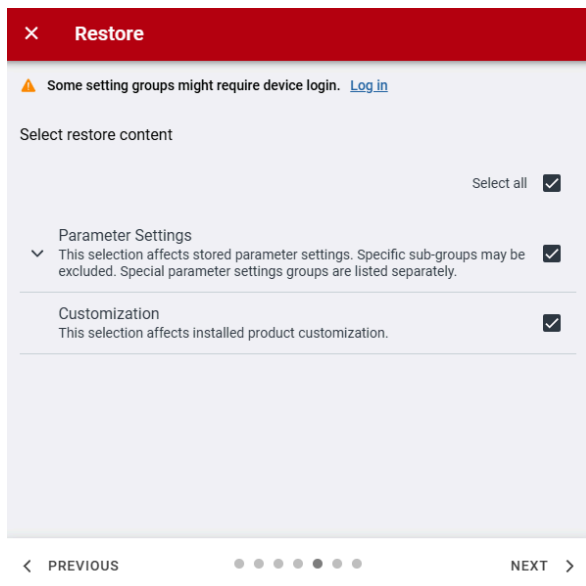 Restore
Some setting groups might require device login. Log in
Select restore content
Select all
Parameter Settings
This selection affects stored parameter settings. Specific sub-groups may be
excluded. Special parameter settings groups are listed separately.
Customization
This selection affects installed product customization.
PREVIOUS
NEXT